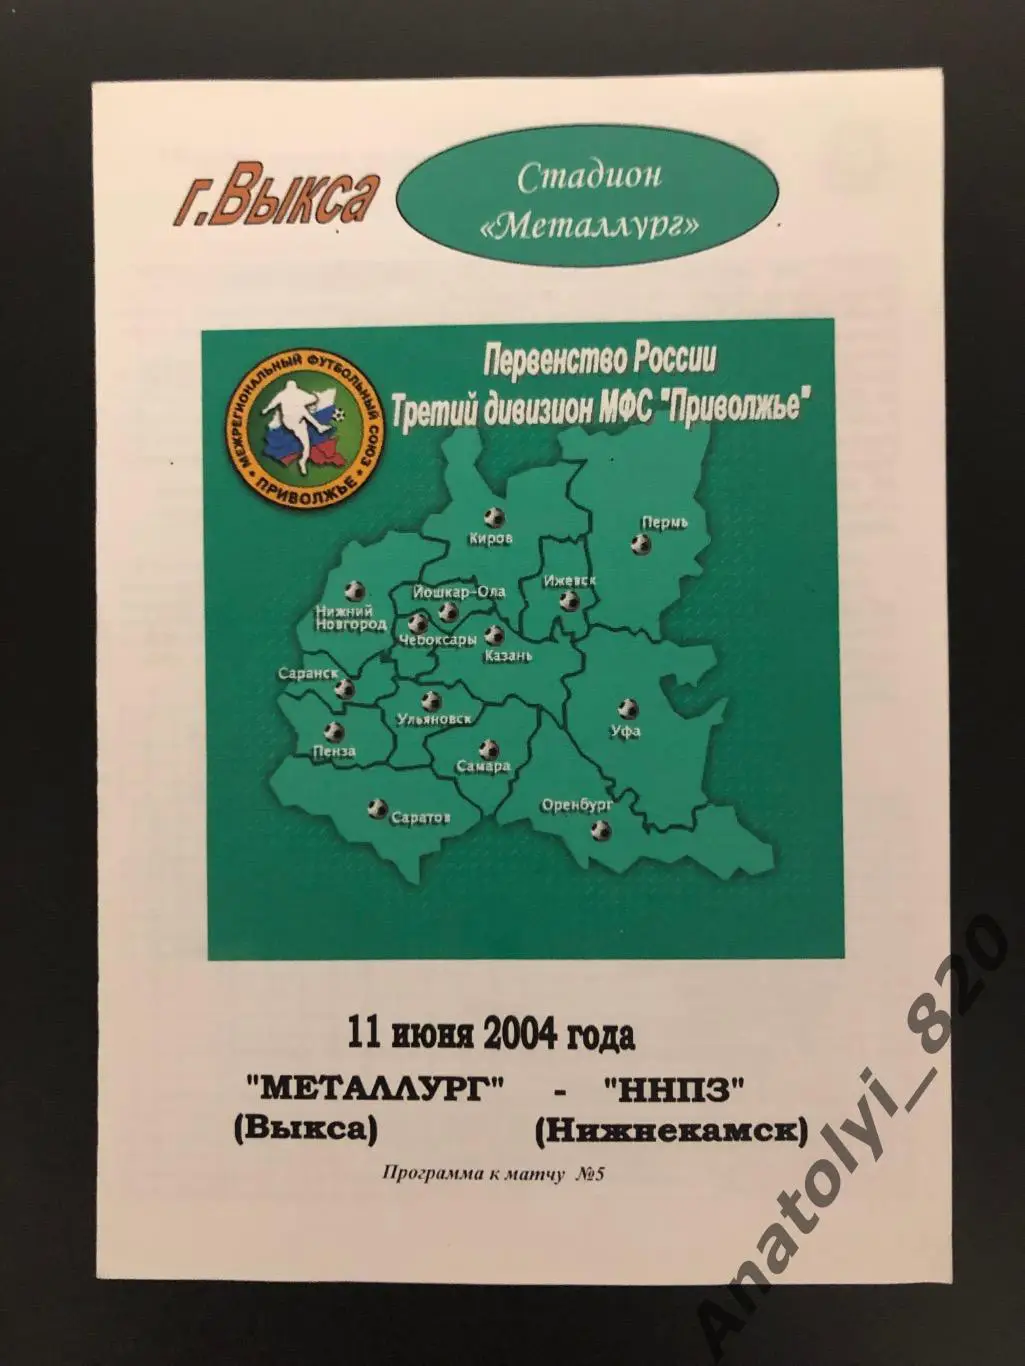 г.Выкса
Стадион
«Металлург»
Первенство России
Третий дивизион МФС "Приволжье"
МЕЖРЕГИОНАЛЬНЫЙ ФУТБОЛЬНЫЙ СОЮЗ
• ПРИВОЛЖЬЕ •
Пермь
Киров
Ижевск
Йошкар-Ола
Нижний
Новгород
Чебоксары
Казань
Саранск
Ульяновск
Уфа
Пенза
Самара
Оренбург
Саратов
11 июня 2004 года
"МЕТАЛЛУРГ" - "ННПЗ"
(Выкса) (Нижнекамск)
Программа к матчу №5
Anatolyi_820